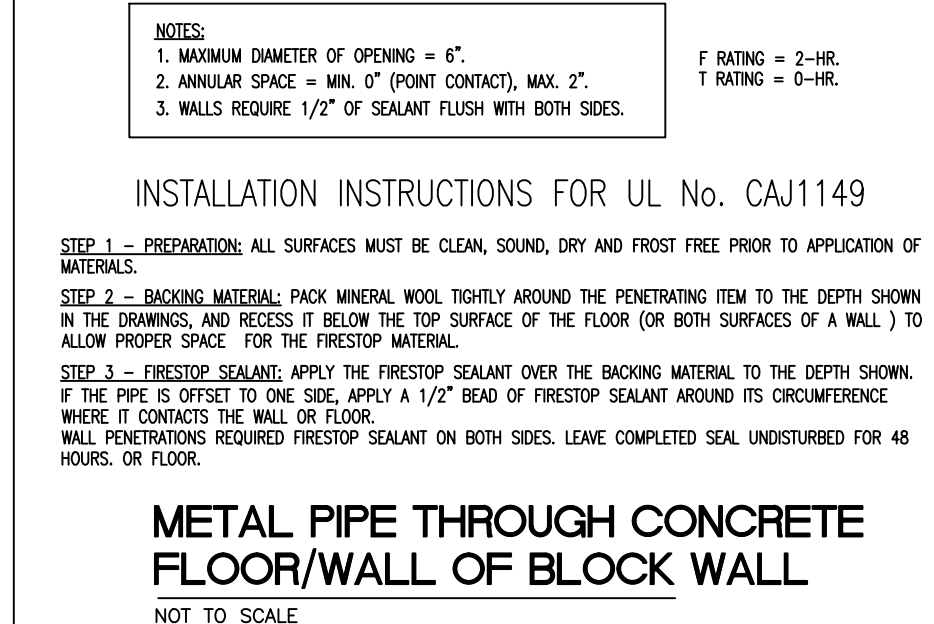 NOTES:
1. MAXIMUM DIAMETER OF OPENING = 6".
2. ANNULAR SPACE = MIN. 0" (POINT CONTACT), MAX. 2".
3. WALLS REQUIRE 1/2" OF SEALANT FLUSH WITH BOTH SIDES.
F RATING = 2-HR.
T RATING = 0-HR.
INSTALLATION INSTRUCTIONS FOR UL No. CAJ1149
STEP 1 - PREPARATION: ALL SURFACES MUST BE CLEAN, SOUND, DRY AND FROST FREE PRIOR TO APPLICATION OF
MATERIALS.
STEP 2 - BACKING MATERIAL: PACK MINERAL WOOL TIGHTLY AROUND THE PENETRATING ITEM TO THE DEPTH SHOWN
IN THE DRAWINGS, AND RECESS IT BELOW THE TOP SURFACE OF THE FLOOR (OR BOTH SURFACES OF A WALL ) TO
ALLOW PROPER SPACE FOR THE FIRESTOP MATERIAL.
STEP 3 - FIRESTOP SEALANT: APPLY THE FIRESTOP SEALANT OVER THE BACKING MATERIAL TO THE DEPTH SHOWN.
IF THE PIPE IS OFFSET TO ONE SIDE, APPLY A 1/2" BEAD OF FIRESTOP SEALANT AROUND ITS CIRCUMFERENCE
WHERE IT CONTACTS THE WALL OR FLOOR.
WALL PENETRATIONS REQUIRED FIRESTOP SEALANT ON BOTH SIDES. LEAVE COMPLETED SEAL UNDISTURBED FOR 48
HOURS. OR FLOOR.
METAL PIPE THROUGH CONCRETE
FLOOR/WALL OF BLOCK WALL
NOT TO SCALE